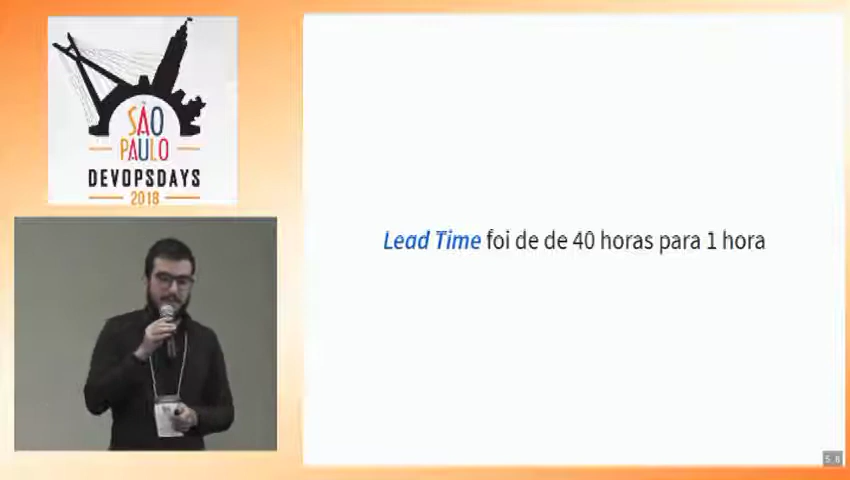 SÃO
PAULO
DEVOPSDAYS
2018
Lead Time foi de de 40 horas para 1 hora